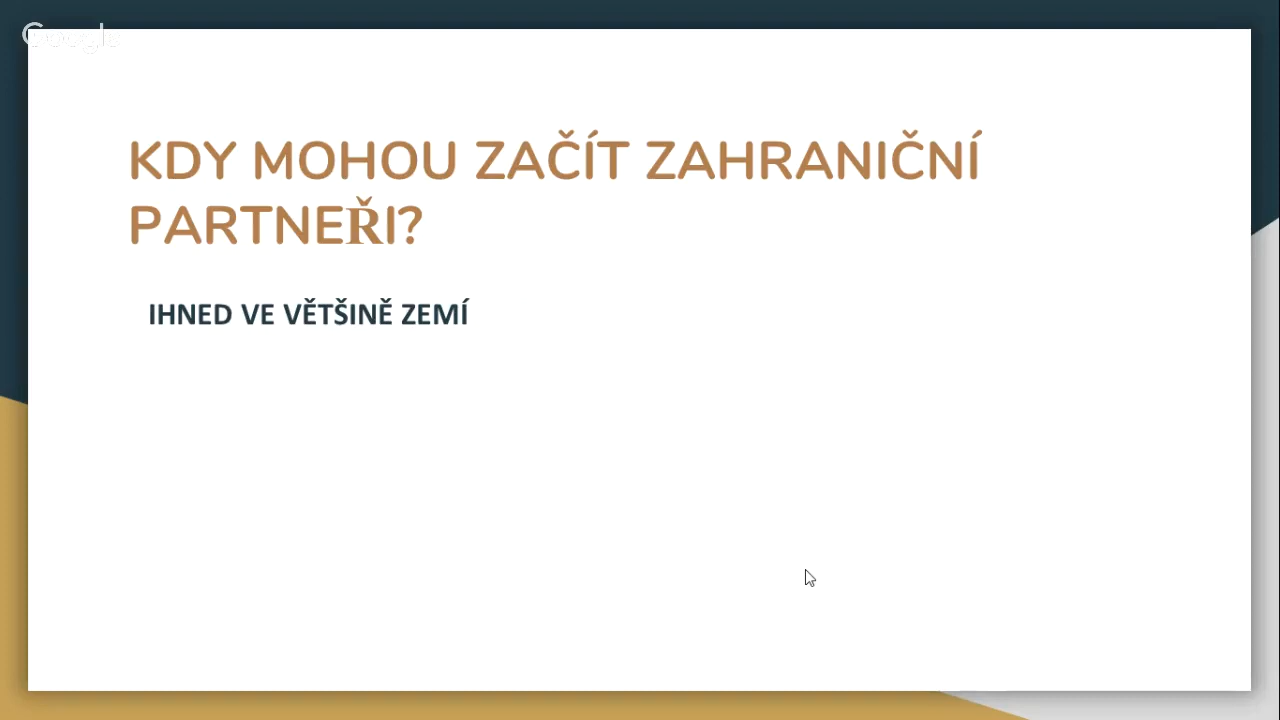 Google
KDY MOHOU ZAČÍT ZAHRANIČNÍ
PARTNEŘI?
IHNED VE VĚTŠINĚ ZEMÍ